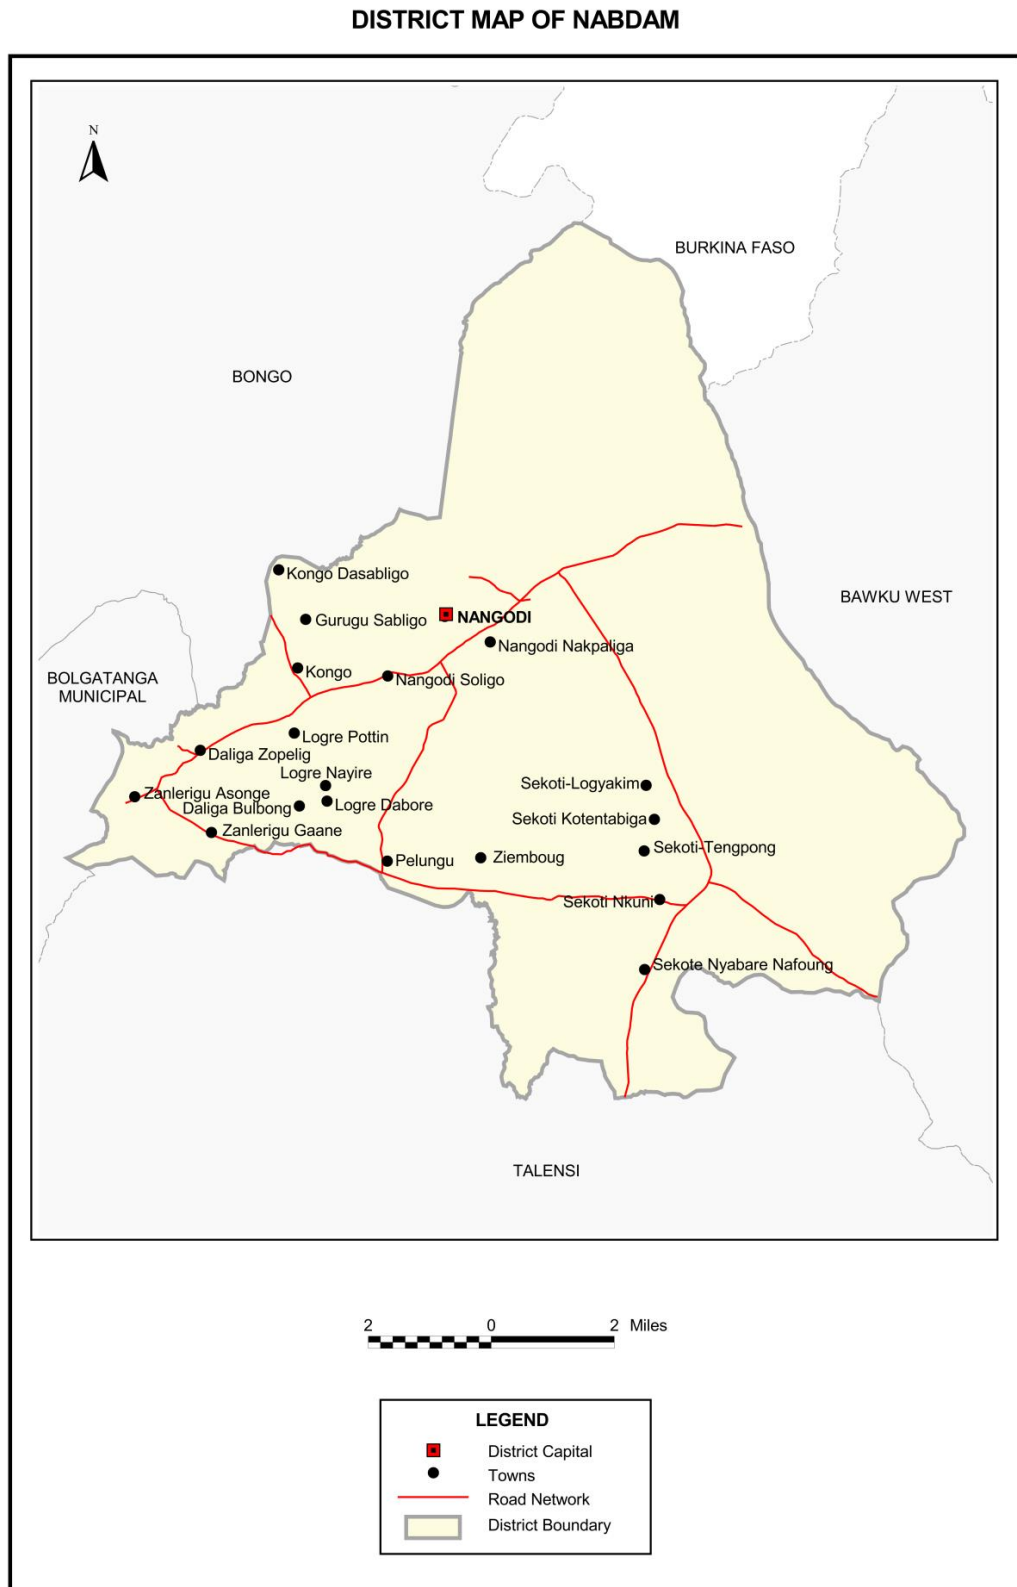 DISTRICT MAP OF NABDAM
N
BURKINA FASO
BONGO
Kongo Dasabligo
BAWKU WEST
Gurugu Sabligo
NANGODI
Nangodi Nakpaliga
Kongo
BOLGATANGA
MUNICIPAL
Nangodi Soligo
Logre Pottin
Daliga Zopelig
Logre Nayire
Sekoti-Logyakim
Zanlerigu Asonge
Daliga Bulbong
Logre Dabore
Sekoti Kotentabiga
Zanlerigu Gaane
Sekoti-Tengpong
Pelungu
Ziemboug
Sekoti Nkuni
Sekote Nyabare Nafoung
TALENSI
2 0 2 Miles
LEGEND
District Capital
Towns
Road Network
District Boundary